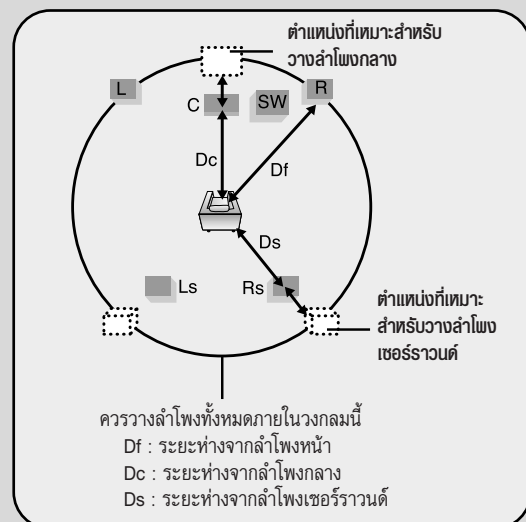 ตำแหน่งที่เหมาะสำหรับ
วางลำโพงกลาง
L
C
SW
R
Dc
Df
Ds
Ls
Rs
ตำแหน่งที่เหมาะ
สำหรับวางลำโพง
เซอร์ราวนด์
ควรวางลำโพงทั้งหมดภายในวงกลมนี้
Df : ระยะห่างจากลำโพงหน้า
Dc : ระยะห่างจากลำโพงกลาง
Ds : ระยะห่างจากลำโพงเซอร์ราวนด์